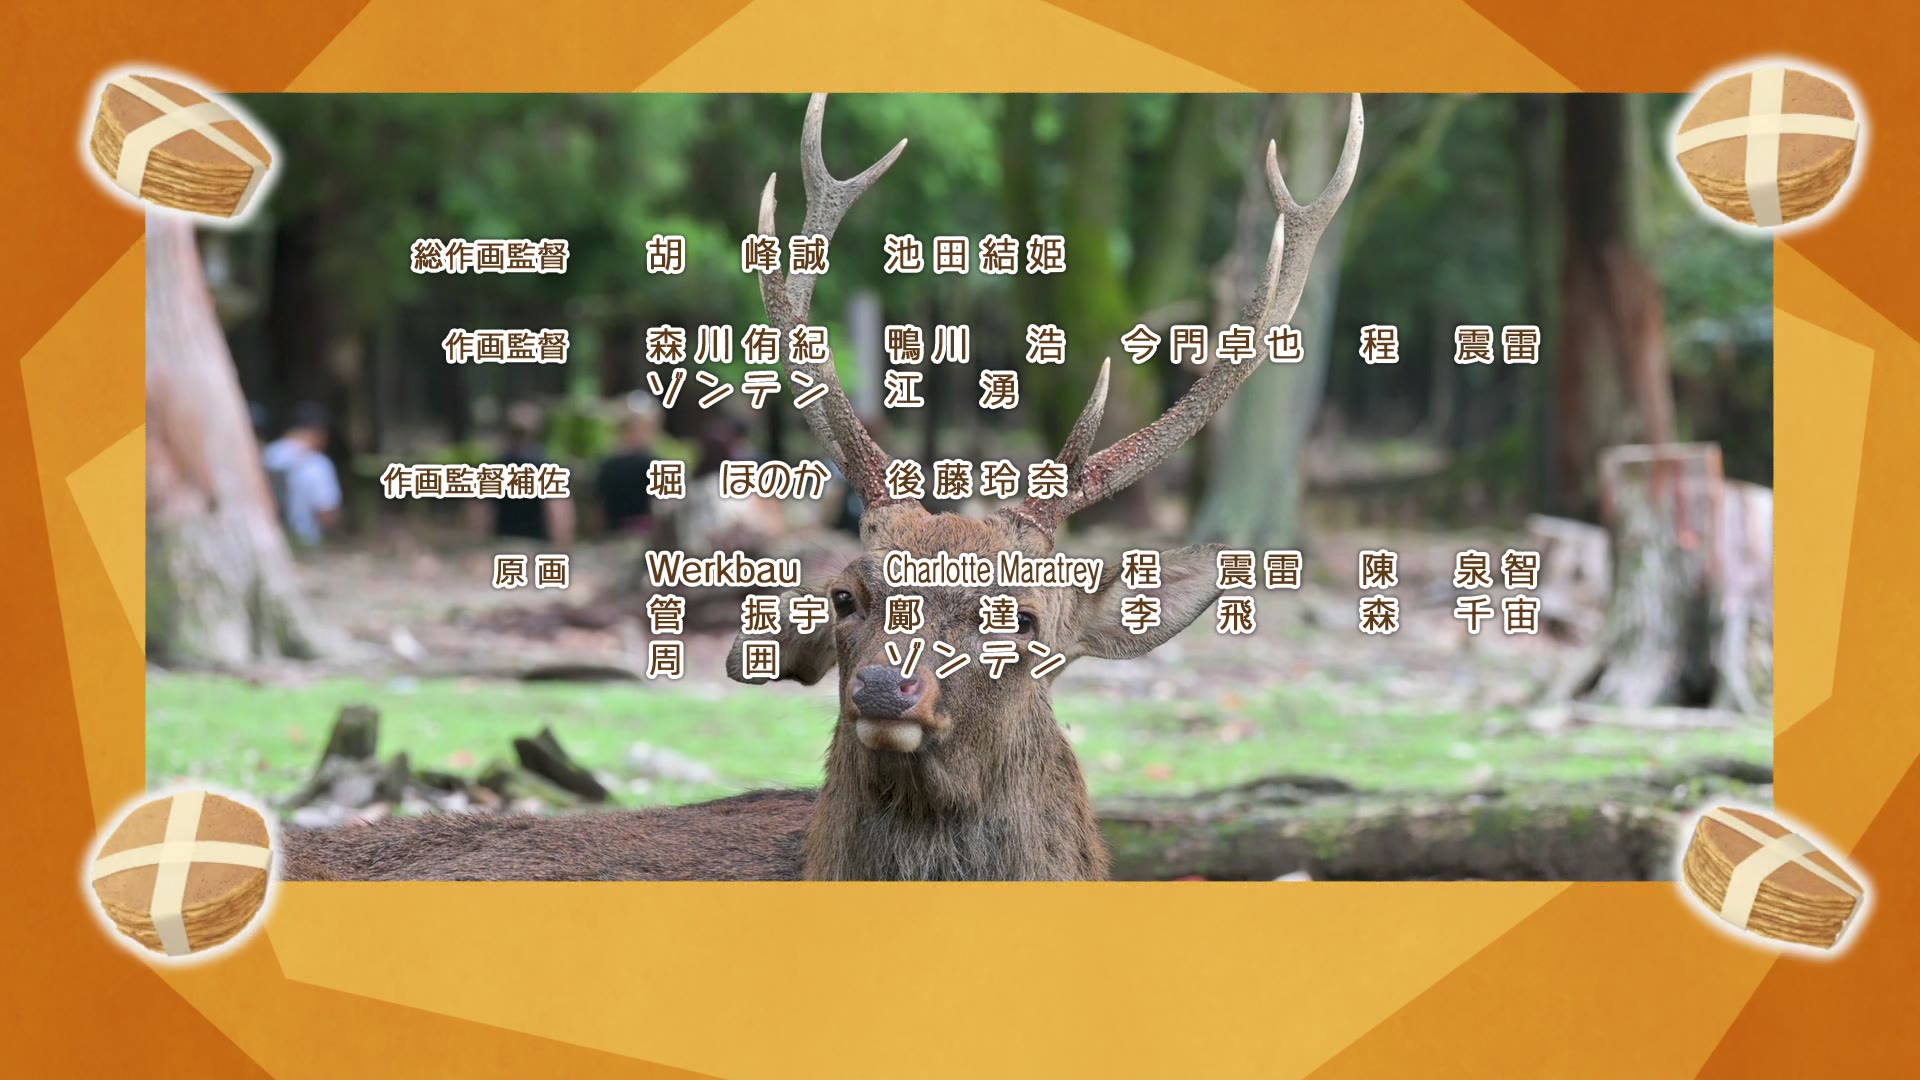 総作画監督 胡 峰誠 池田結姫
作画監督 森川侑紀 鴨川 浩 今門卓也 程 震雷
ゾンテン 江 湧
作画監督補佐 堀 ほのか 後藤玲奈
原画 Werkbau Charlotte Maratrey 程 震雷 陳 泉智
管 振宇 鄺 達 李 飛 森 千宙
周 囲 ゾンテン